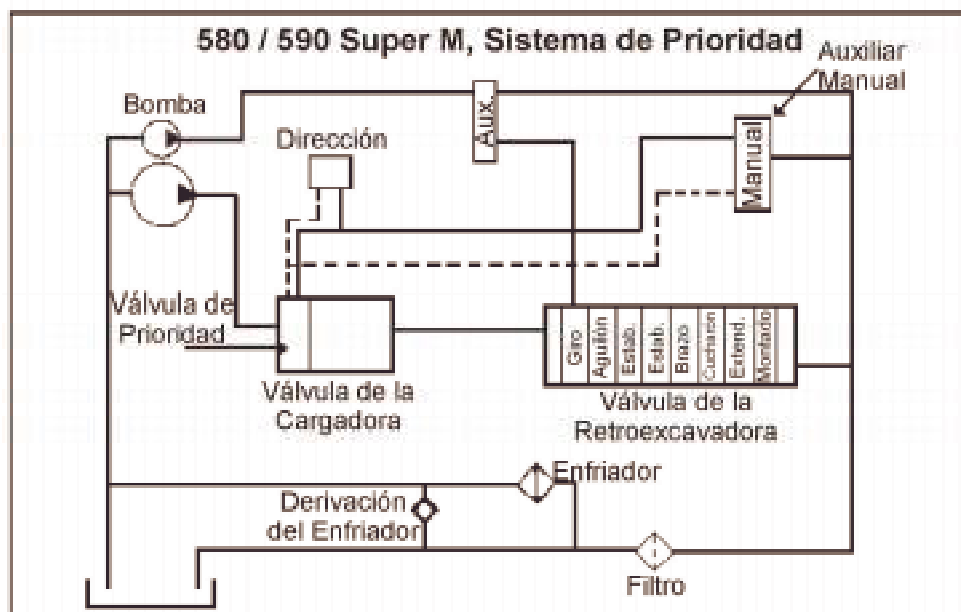 580 / 590 Super M, Sistema de Prioridad
Auxiliar
Manual
Bomba
Aux.
Dirección
Manual
Válvula de
Prioridad
Giro
Aguilón
Estab.
Estab.
Brazo
Cucharon
Extend.
Montado
Válvula de la
Cargadora
Válvula de la
Retroexcavadora
Enfriador
Derivación
del Enfriador
Filtro